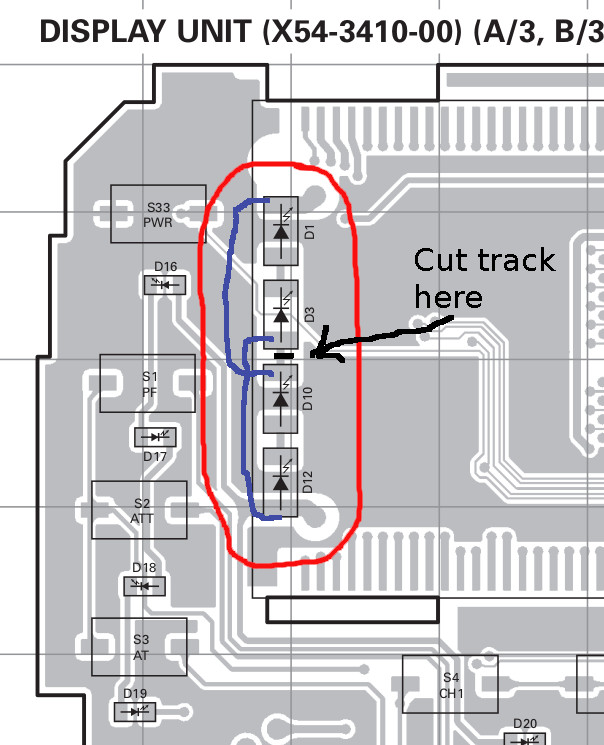 DISPLAY UNIT (X54-3410-00) (A/3, B/3
S33
PWR
D1
D16
Cut track
here
D3
S1
PF
D10
D17
D12
S2
ATT
D18
S3
AT
S4
CH1
D19
D20